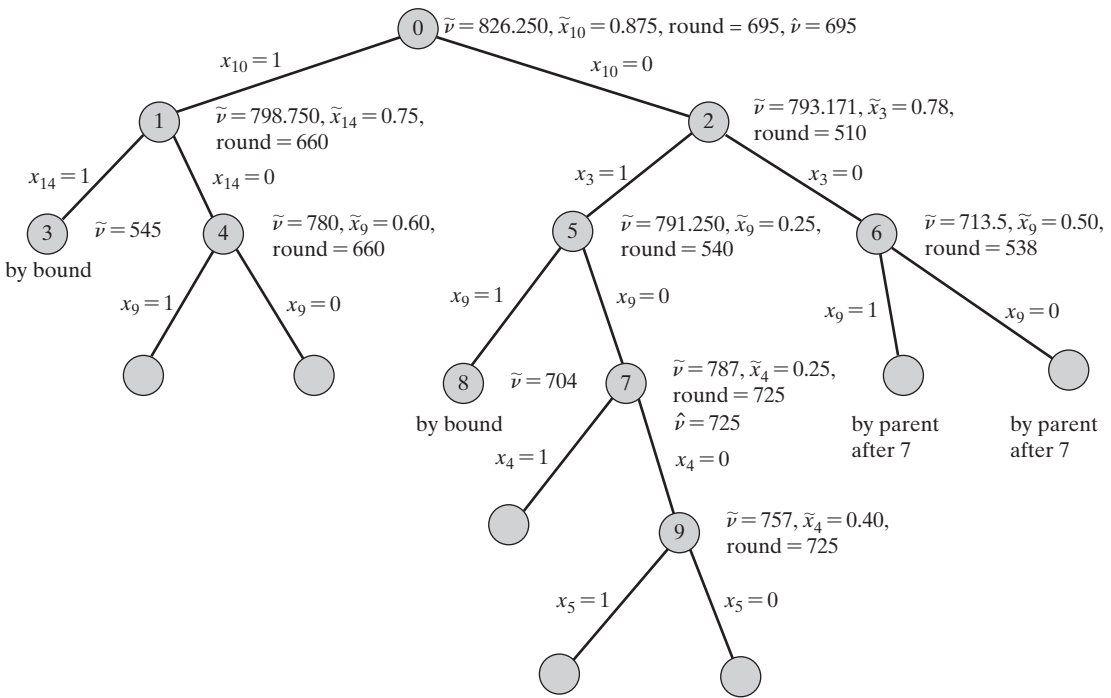 0
ν̃ = 826.250, x̃₁₀ = 0.875, round = 695, ν̂ = 695
x₁₀ = 1
x₁₀ = 0
1
ν̃ = 798.750, x̃₁₄ = 0.75,
round = 660
2
ν̃ = 793.171, x̃₃ = 0.78,
round = 510
x₁₄ = 1
x₁₄ = 0
x₃ = 1
x₃ = 0
3
ν̃ = 545
by bound
4
ν̃ = 780, x̃₉ = 0.60,
round = 660
5
ν̃ = 791.250, x̃₉ = 0.25,
round = 540
6
ν̃ = 713.5, x̃₉ = 0.50,
round = 538
x₉ = 1
x₉ = 0
x₉ = 1
x₉ = 0
x₉ = 1
x₉ = 0
8
ν̃ = 704
by bound
7
ν̃ = 787, x̃₄ = 0.25,
round = 725
ν̂ = 725
by parent
after 7
by parent
after 7
x₄ = 1
x₄ = 0
9
ν̃ = 757, x̃₄ = 0.40,
round = 725
x₅ = 1
x₅ = 0